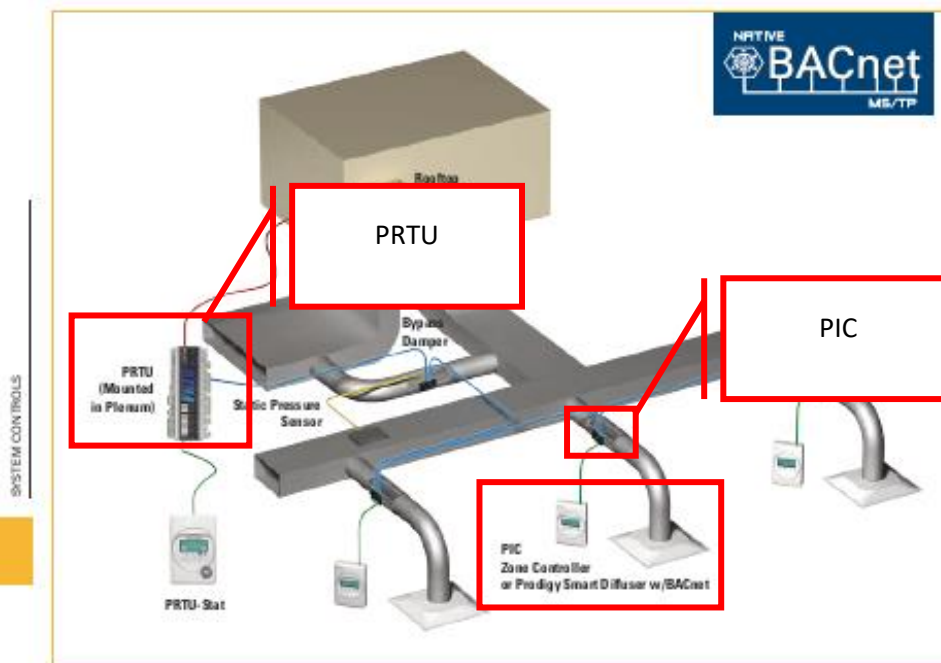 NATIVE
BACnet
MS/TP
Rooftop
PRTU
PIC
Bypass
Damper
PRTU
(Mounted
in Plenum)
Static Pressure
Sensor
SYSTEM CONTROLS
PIC
Zone Controller
or Prodigy Smart Diffuser w/BACnet
PRTU-Stat